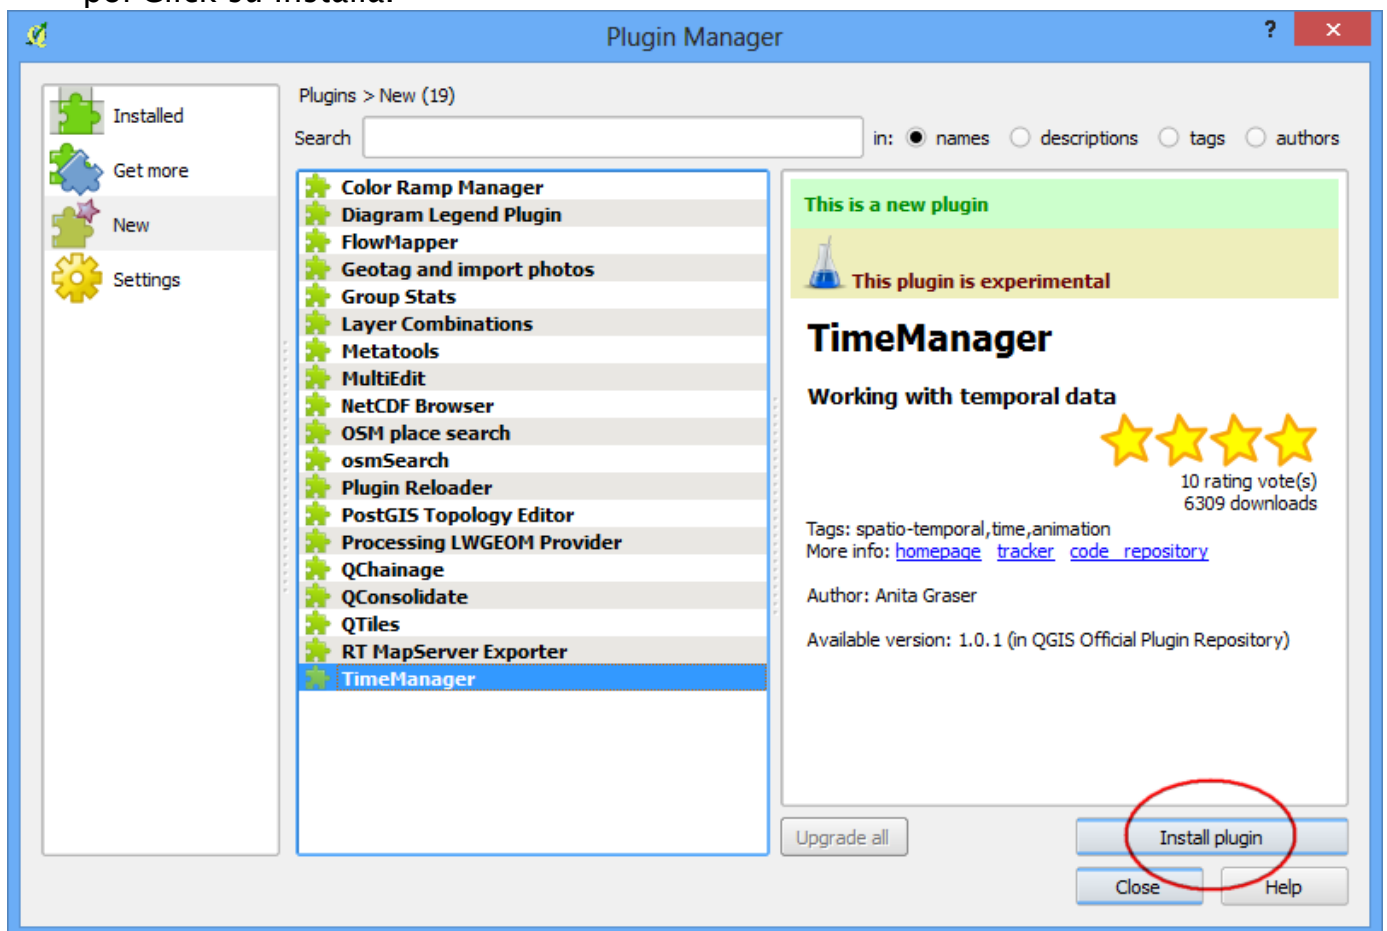 poi Click su Installa.
Plugin Manager
?
Installed
Get more
New
Settings
Plugins > New (19)
Search
in: names descriptions tags authors
Color Ramp Manager
Diagram Legend Plugin
FlowMapper
Geotag and import photos
Group Stats
Layer Combinations
Metatools
MultiEdit
NetCDF Browser
OSM place search
osmSearch
Plugin Reloader
PostGIS Topology Editor
Processing LWGEOM Provider
QChainage
QConsolidate
QTiles
RT MapServer Exporter
TimeManager
This is a new plugin
This plugin is experimental
TimeManager
Working with temporal data
10 rating vote(s)
6309 downloads
Tags: spatio-temporal,time,animation
More info: homepage tracker code_repository
Author: Anita Graser
Available version: 1.0.1 (in QGIS Official Plugin Repository)
Upgrade all
Install plugin
Close
Help